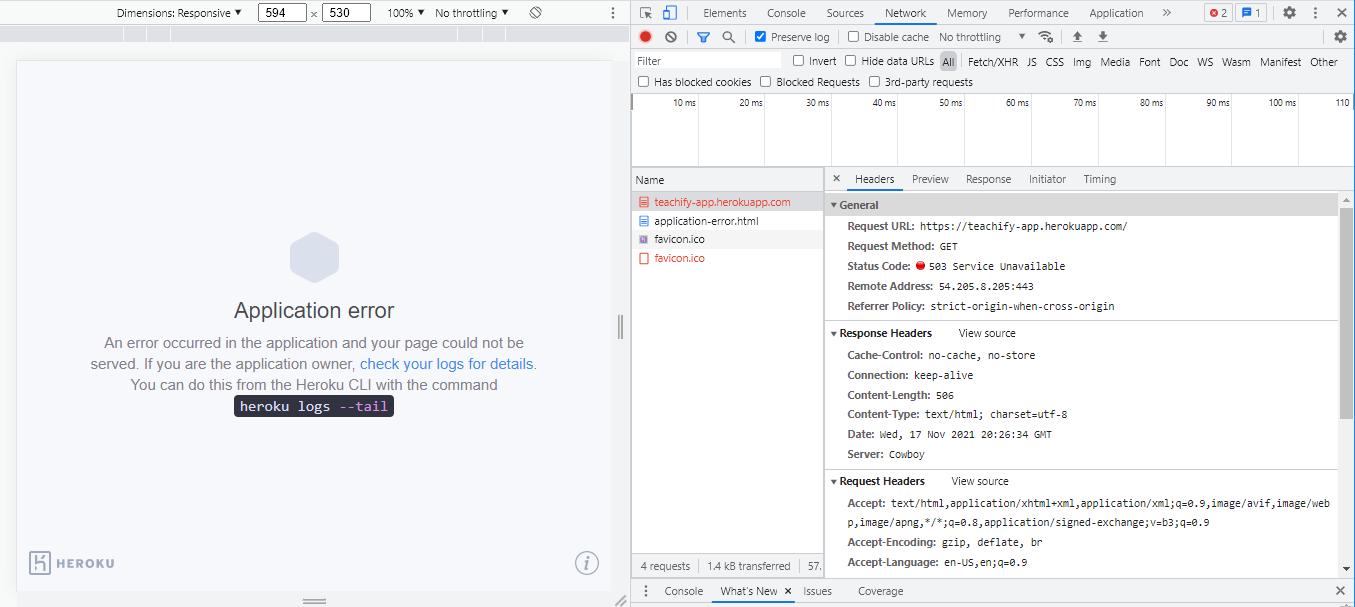 Dimensions: Responsive ▼ 594 × 530 100% ▼ No throttling ▼
Elements Console Sources Network Memory Performance Application » 2 1
Preserve log Disable cache No throttling ▼
Filter Invert Hide data URLs All Fetch/XHR JS CSS Img Media Font Doc WS Wasm Manifest Other
Has blocked cookies Blocked Requests 3rd-party requests
10 ms 20 ms 30 ms 40 ms 50 ms 60 ms 70 ms 80 ms 90 ms 100 ms 110
Name
teachify-app.herokuapp.com
application-error.html
favicon.ico
favicon.ico
4 requests 1.4 kB transferred 57.
× Headers Preview Response Initiator Timing
▼ General
Request URL: https://teachify-app.herokuapp.com/
Request Method: GET
Status Code: 503 Service Unavailable
Remote Address: 54.205.8.205:443
Referrer Policy: strict-origin-when-cross-origin
▼ Response Headers View source
Cache-Control: no-cache, no-store
Connection: keep-alive
Content-Length: 506
Content-Type: text/html; charset=utf-8
Date: Wed, 17 Nov 2021 20:26:34 GMT
Server: Cowboy
▼ Request Headers View source
Accept: text/html,application/xhtml+xml,application/xml;q=0.9,image/avif,image/web
p,image/apng,*/*;q=0.8,application/signed-exchange;v=b3;q=0.9
Accept-Encoding: gzip, deflate, br
Accept-Language: en-US,en;q=0.9
Console What's New × Issues Coverage
Application error
An error occurred in the application and your page could not be
served. If you are the application owner, check your logs for details.
You can do this from the Heroku CLI with the command
heroku logs --tail
HEROKU
i